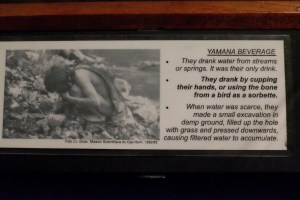 YAMANA BEVERAGE
They drank water from streams
or springs. It was their only drink.
They drank by cupping
their hands, or using the bone
from a bird as a sorbette.
When water was scarce, they
made a small excavation in
damp ground, filled up the hole
with grass and pressed downwards,
causing filtered water to accumulate.